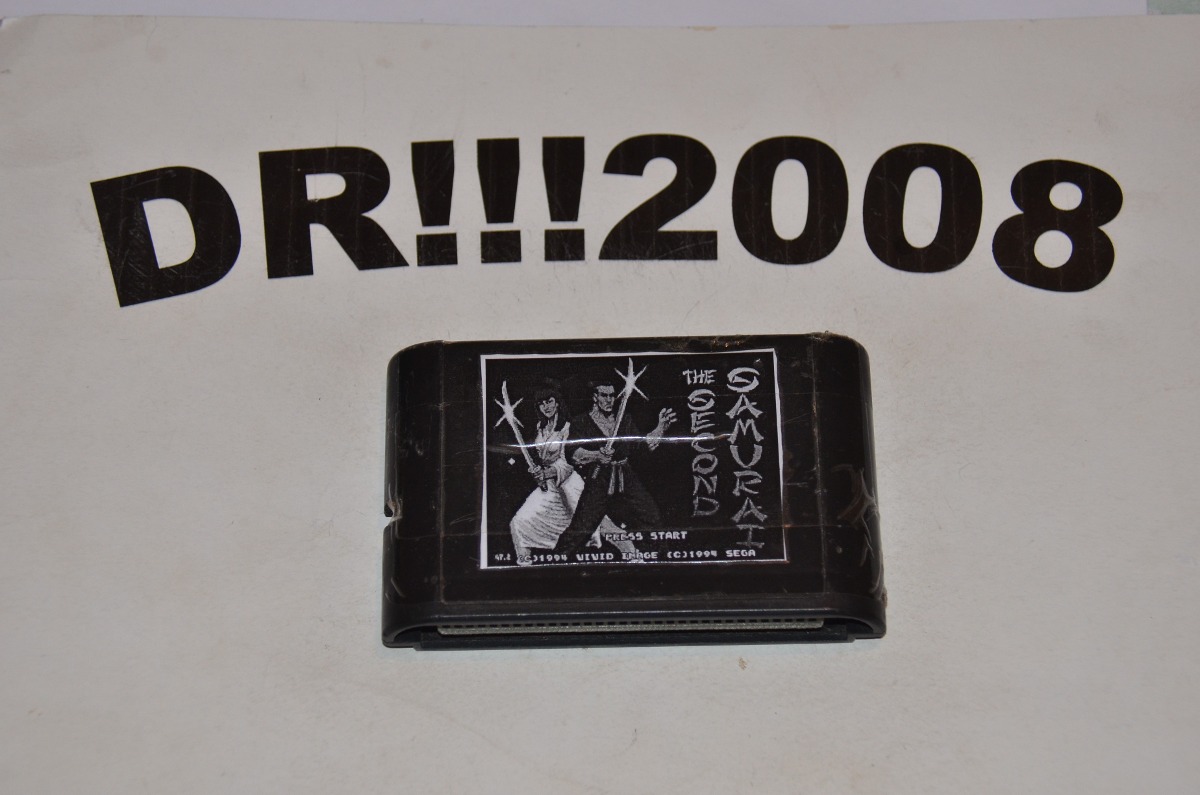 DR!!!2008
THE SECOND SAMURAI
PRESS START
(C)1994 VIVID IMAGE (C)1994 SEGA